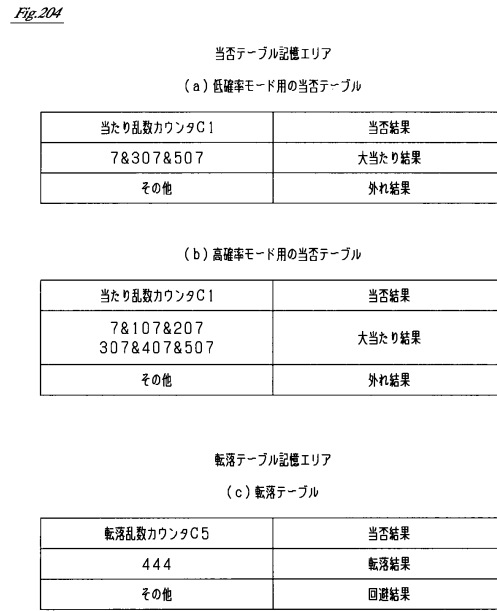 Fig.204
当否テーブル記憶エリア
(a)低確率モード用の当否テーブル
当たり乱数カウンタC1 当否結果
7&307&507 大当たり結果
その他 外れ結果
(b)高確率モード用の当否テーブル
当たり乱数カウンタC1 当否結果
7&107&207
307&407&507 大当たり結果
その他 外れ結果
転落テーブル記憶エリア
(c)転落テーブル
転落乱数カウンタC5 当否結果
444 転落結果
その他 回避結果